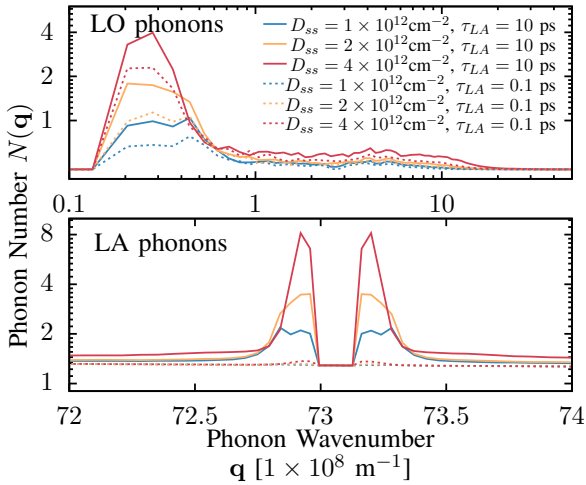 LO phonons
D_ss = 1 × 10^12 cm^−2, τ_LA = 10 ps
D_ss = 2 × 10^12 cm^−2, τ_LA = 10 ps
D_ss = 4 × 10^12 cm^−2, τ_LA = 10 ps
D_ss = 1 × 10^12 cm^−2, τ_LA = 0.1 ps
D_ss = 2 × 10^12 cm^−2, τ_LA = 0.1 ps
D_ss = 4 × 10^12 cm^−2, τ_LA = 0.1 ps
4
2
1
0.1 1 10
Phonon Number N(q)
LA phonons
8
4
2
1
72 72.5 73 73.5 74
Phonon Wavenumber
q [1 × 10^8 m^−1]